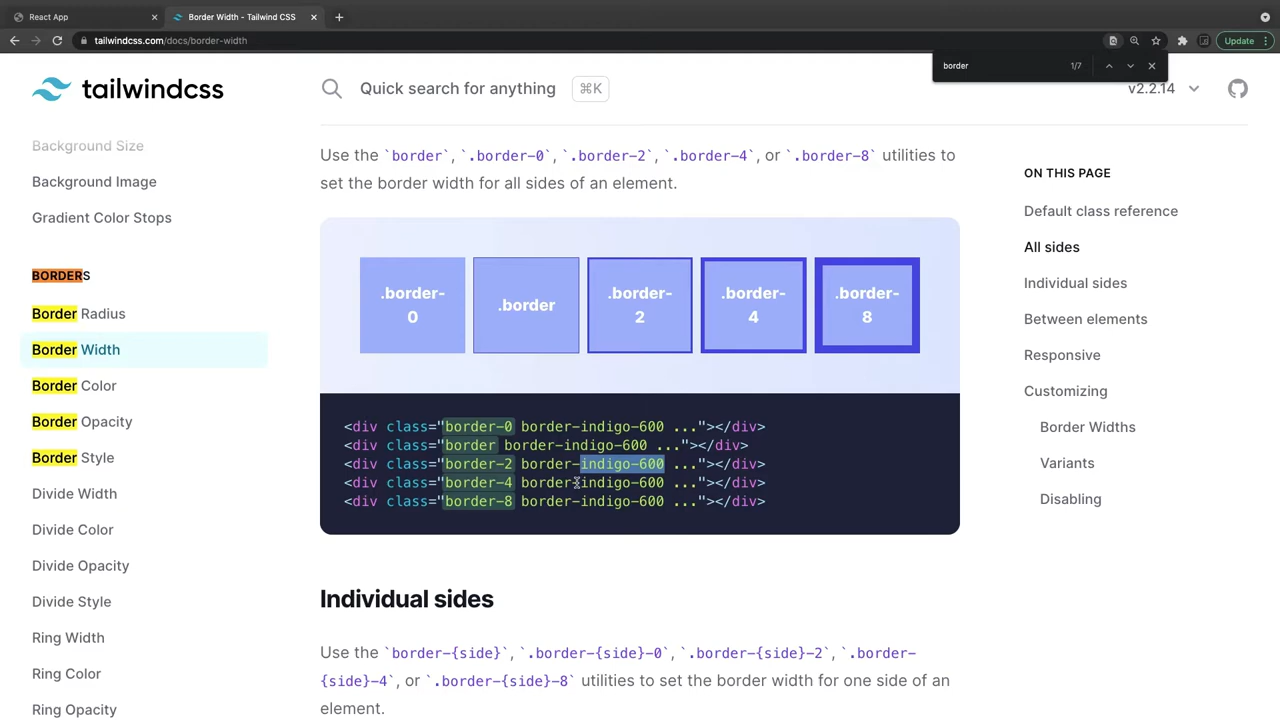 React App
Border Width - Tailwind CSS
tailwindcss.com/docs/border-width
Update
border
1/7
tailwindcss
Quick search for anything
⌘K
v2.2.14
Background Size
Background Image
Gradient Color Stops
BORDERS
Border Radius
Border Width
Border Color
Border Opacity
Border Style
Divide Width
Divide Color
Divide Opacity
Divide Style
Ring Width
Ring Color
Ring Opacity
Use the `border`, `.border-0`, `.border-2`, `.border-4`, or `.border-8` utilities to
set the border width for all sides of an element.
.border-
0
.border
.border-
2
.border-
4
.border-
8
<div class="border-0 border-indigo-600 ..."></div>
<div class="border border-indigo-600 ..."></div>
<div class="border-2 border-indigo-600 ..."></div>
<div class="border-4 border-indigo-600 ..."></div>
<div class="border-8 border-indigo-600 ..."></div>
Individual sides
Use the `border-{side}`, `.border-{side}-0`, `.border-{side}-2`, `.border-
{side}-4`, or `.border-{side}-8` utilities to set the border width for one side of an
element.
ON THIS PAGE
Default class reference
All sides
Individual sides
Between elements
Responsive
Customizing
Border Widths
Variants
Disabling